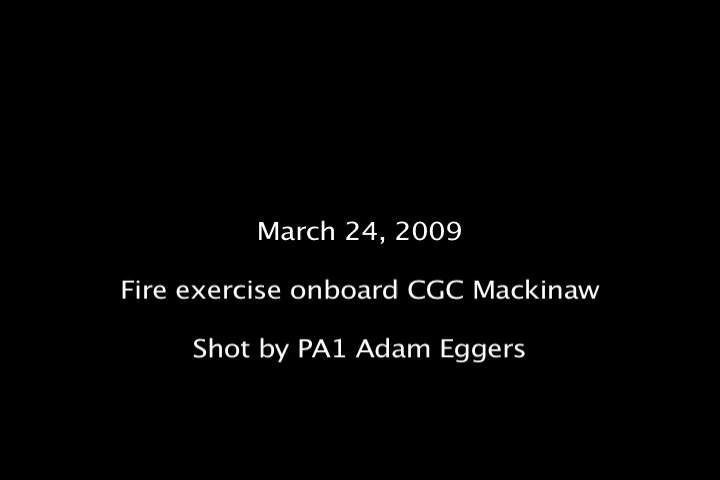 March 24, 2009
Fire exercise onboard CGC Mackinaw
Shot by PA1 Adam Eggers